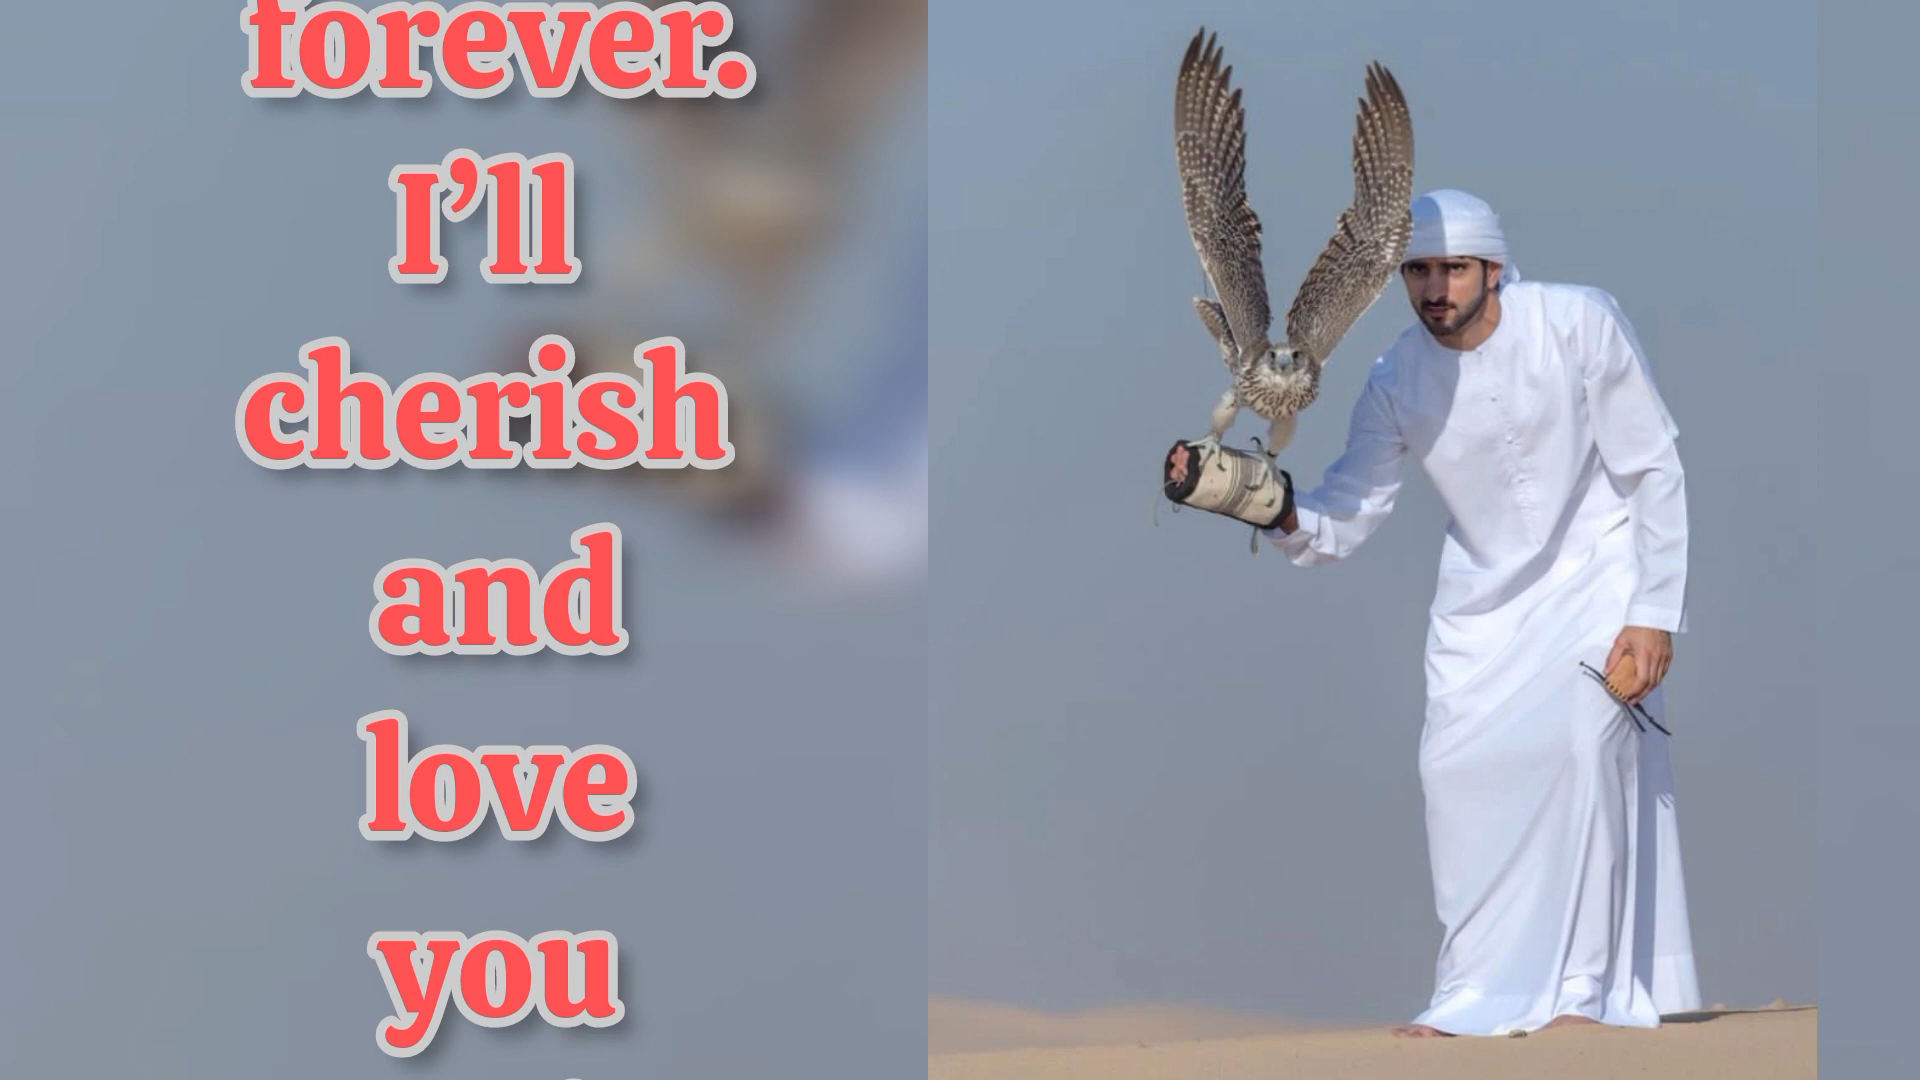 forever.
I’ll
cherish
and
love
you